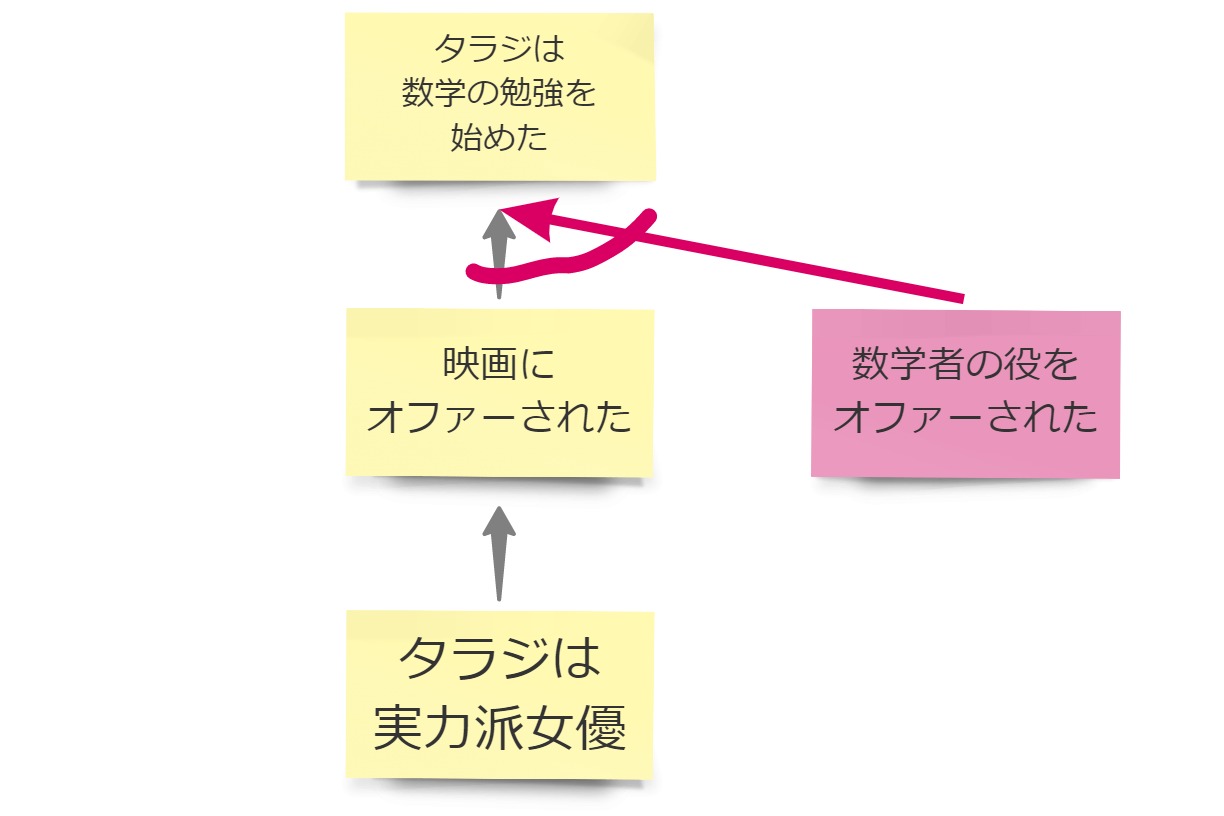 タラジは
数学の勉強を
始めた
映画に
オファーされた
数学者の役を
オファーされた
タラジは
実力派女優